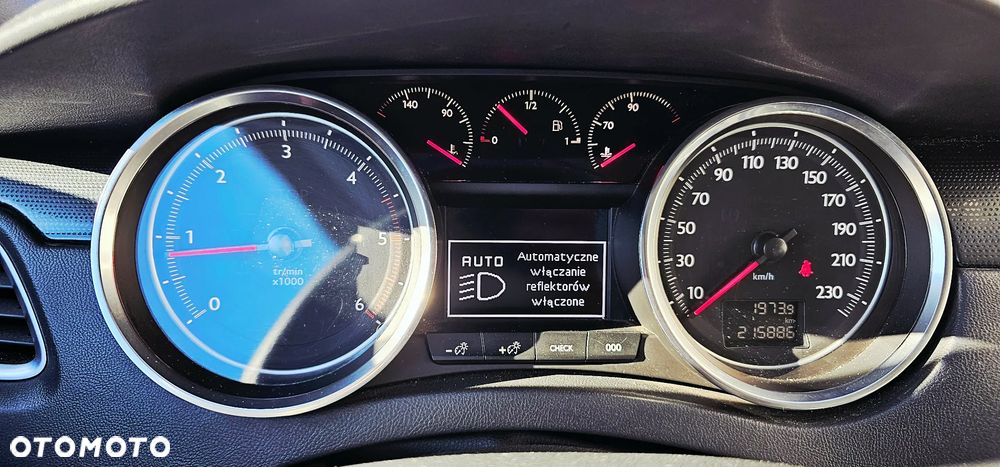 140
90
1/2
0
1
70
90
0
1
2
3
4
5
6
tr/min
x1000
AUTO
Automatyczne
włączanie
reflektorów
włączone
10
30
50
70
90
110
130
150
170
190
210
230
km/h
1973.9
km
215886
- +
CHECK
000
OTOMOTO